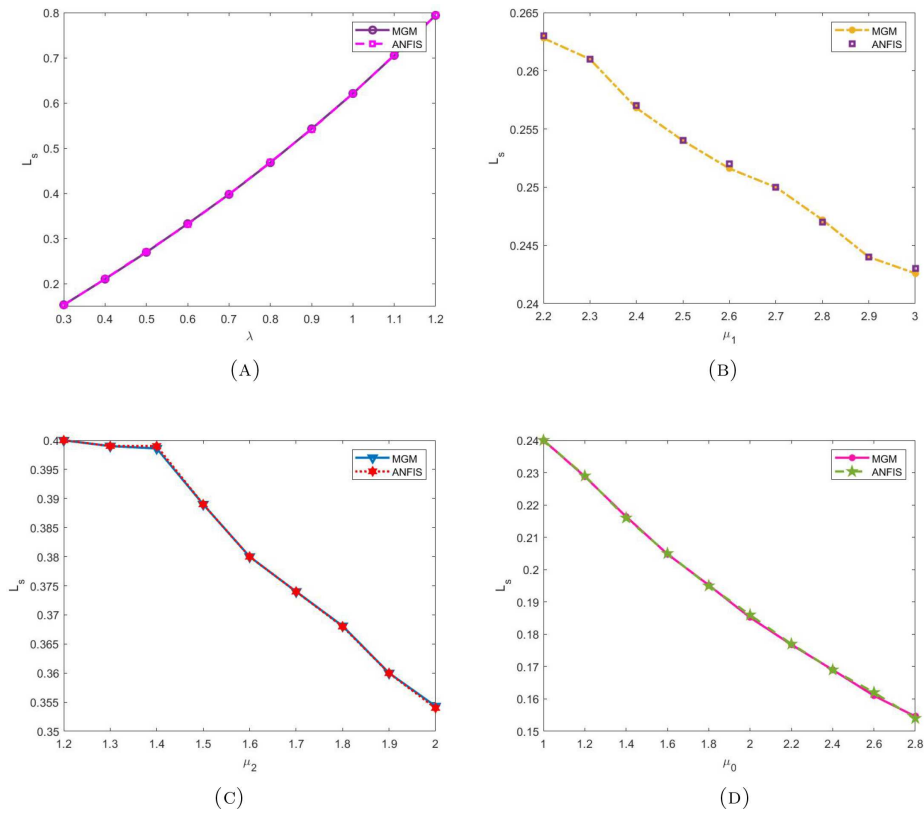 0.8
0.7
0.6
0.5
0.4
0.3
0.2
L_s
0.3 0.4 0.5 0.6 0.7 0.8 0.9 1 1.1 1.2
λ
MGM
ANFIS
(A)
0.265
0.26
0.255
0.25
0.245
0.24
L_s
2.2 2.3 2.4 2.5 2.6 2.7 2.8 2.9 3
μ_1
MGM
ANFIS
(B)
0.4
0.395
0.39
0.385
0.38
0.375
0.37
0.365
0.36
0.355
0.35
L_s
1.2 1.3 1.4 1.5 1.6 1.7 1.8 1.9 2
μ_2
MGM
ANFIS
(C)
0.24
0.23
0.22
0.21
0.2
0.19
0.18
0.17
0.16
0.15
L_s
1 1.2 1.4 1.6 1.8 2 2.2 2.4 2.6 2.8
μ_0
MGM
ANFIS
(D)